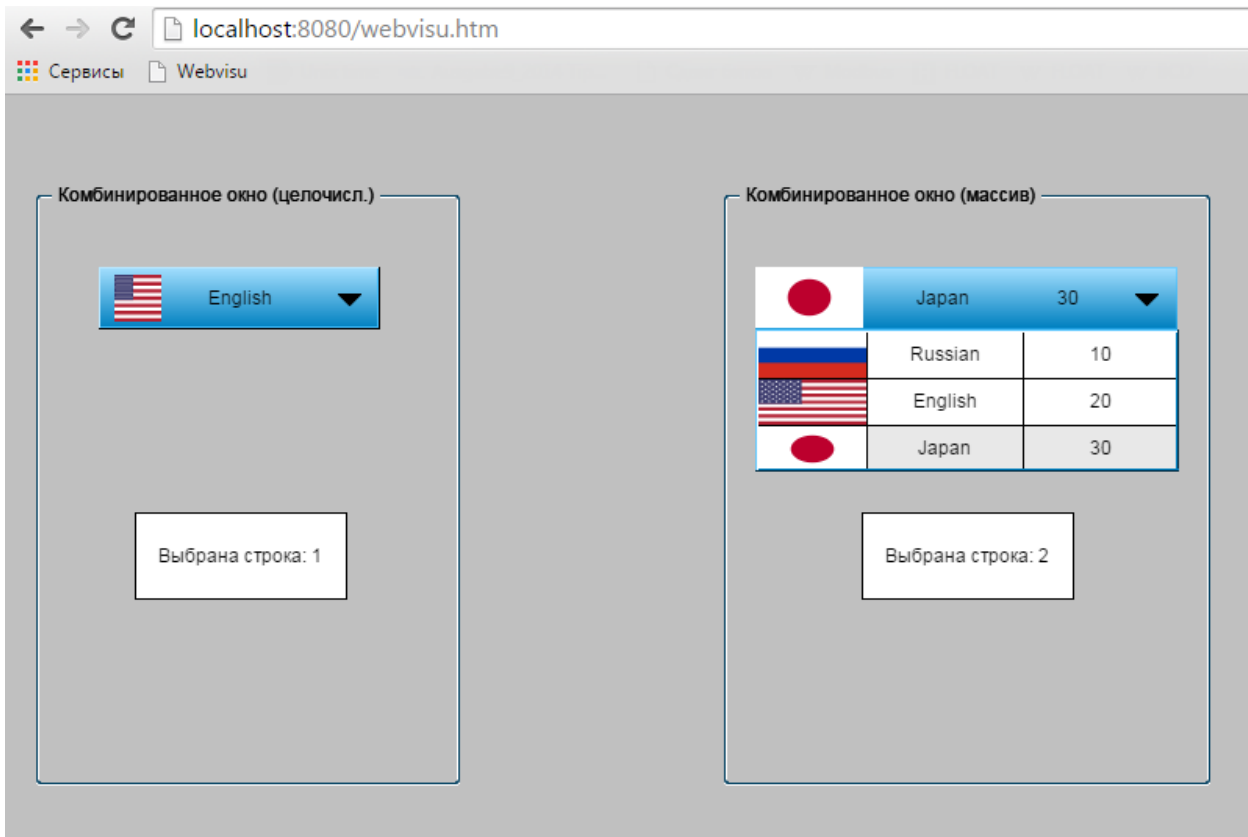 localhost:8080/webvisu.htm
Сервисы Webvisu
Комбинированное окно (целочисл.)
English
Выбрана строка: 1
Комбинированное окно (массив)
Japan 30
Russian 10
English 20
Japan 30
Выбрана строка: 2